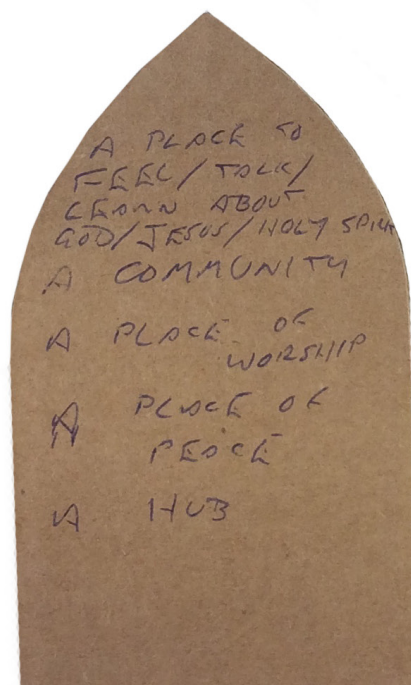 A PLACE TO
FEEL/TALK/
LEARN ABOUT
GOD/JESUS/HOLY SPIRIT
A COMMUNITY
A PLACE OF
WORSHIP
A PLACE OF
PEACE
A HUB